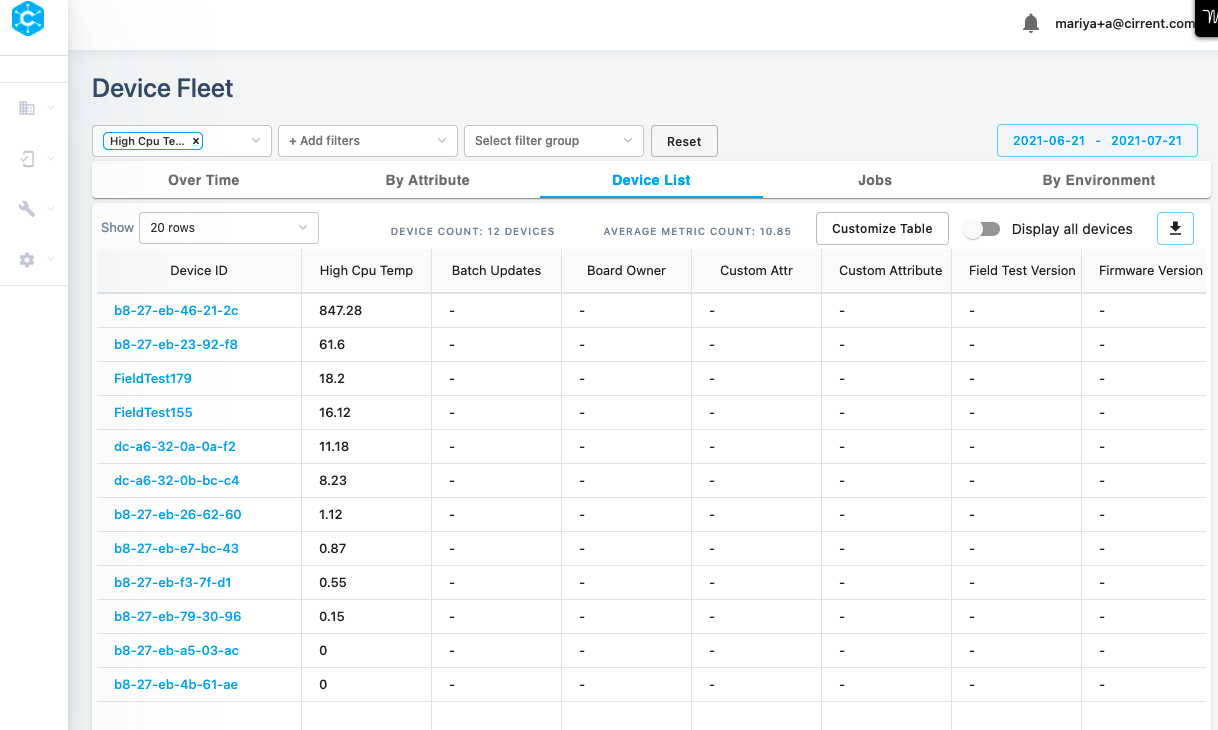 mariya+a@cirrent.com
Device Fleet
High Cpu Te... x + Add filters Select filter group Reset 2021-06-21 - 2021-07-21
Over Time By Attribute Device List Jobs By Environment
Show 20 rows DEVICE COUNT: 12 DEVICES AVERAGE METRIC COUNT: 10.85 Customize Table Display all devices
Device ID High Cpu Temp Batch Updates Board Owner Custom Attr Custom Attribute Field Test Version Firmware Version
b8-27-eb-46-21-2c 847.28 - - - - - -
b8-27-eb-23-92-f8 61.6 - - - - - -
FieldTest179 18.2 - - - - - -
FieldTest155 16.12 - - - - - -
dc-a6-32-0a-0a-f2 11.18 - - - - - -
dc-a6-32-0b-bc-c4 8.23 - - - - - -
b8-27-eb-26-62-60 1.12 - - - - - -
b8-27-eb-e7-bc-43 0.87 - - - - - -
b8-27-eb-f3-7f-d1 0.55 - - - - - -
b8-27-eb-79-30-96 0.15 - - - - - -
b8-27-eb-a5-03-ac 0 - - - - - -
b8-27-eb-4b-61-ae 0 - - - - - -